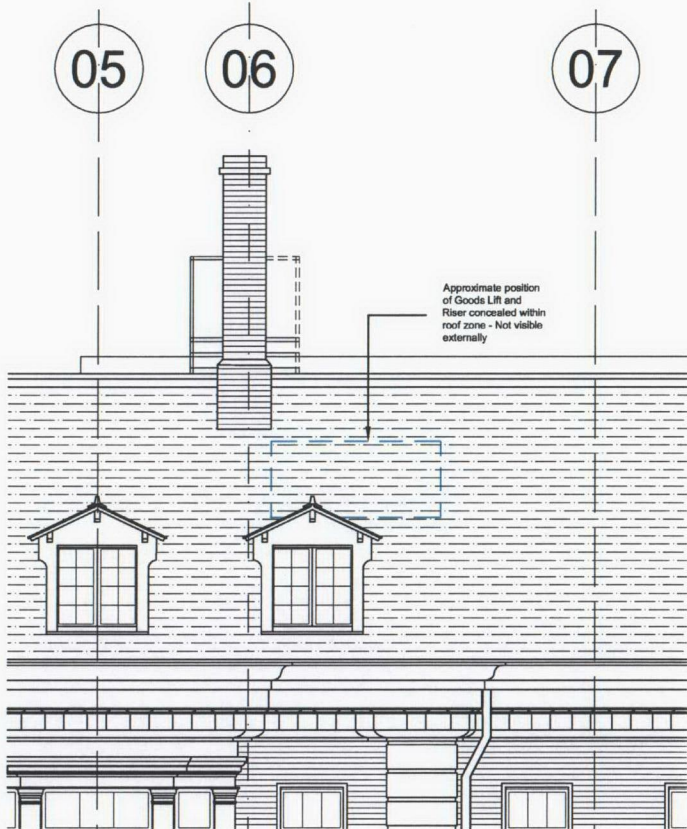 05 06 07
Approximate position
of Goods Lift and
Riser concealed within
roof zone - Not visible
externally